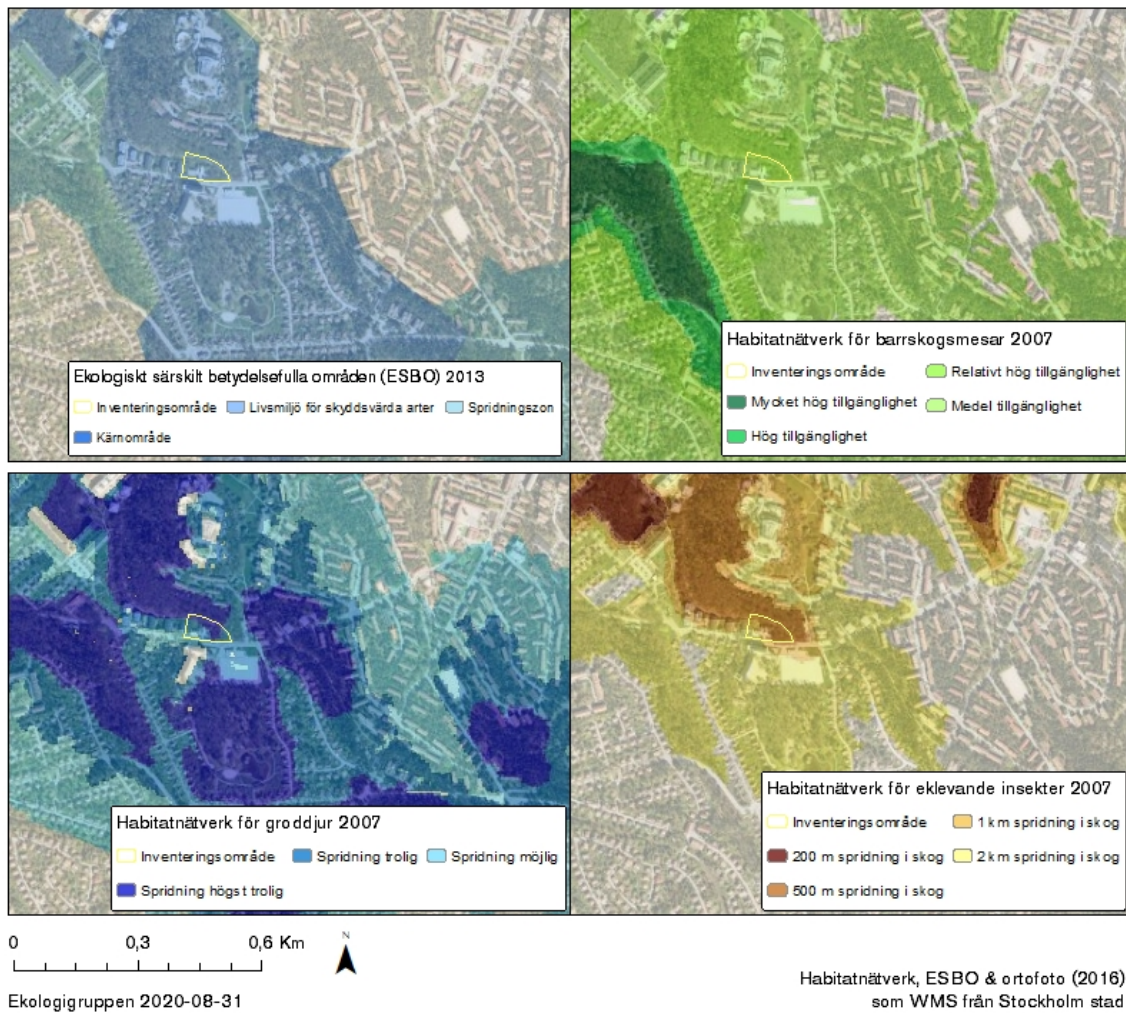 Ekologiskt särskilt betydelsefulla områden (ESBO) 2013
Inventeringsområde Livsmiljö för skyddsvärda arter Spridningszon
Kärnområde
Habitatnätverk för barrskogsmesar 2007
Inventeringsområde Relativt hög tillgänglighet
Mycket hög tillgänglighet Medel tillgänglighet
Hög tillgänglighet
Habitatnätverk för groddjur 2007
Inventeringsområde Spridning trolig Spridning möjlig
Spridning högst trolig
Habitatnätverk för eklevande insekter 2007
Inventeringsområde 1 km spridning i skog
200 m spridning i skog 2 km spridning i skog
500 m spridning i skog
0 0,3 0,6 Km
N
Ekologigruppen 2020-08-31
Habitatnätverk, ESBO & ortofoto (2016)
som WMS från Stockholm stad